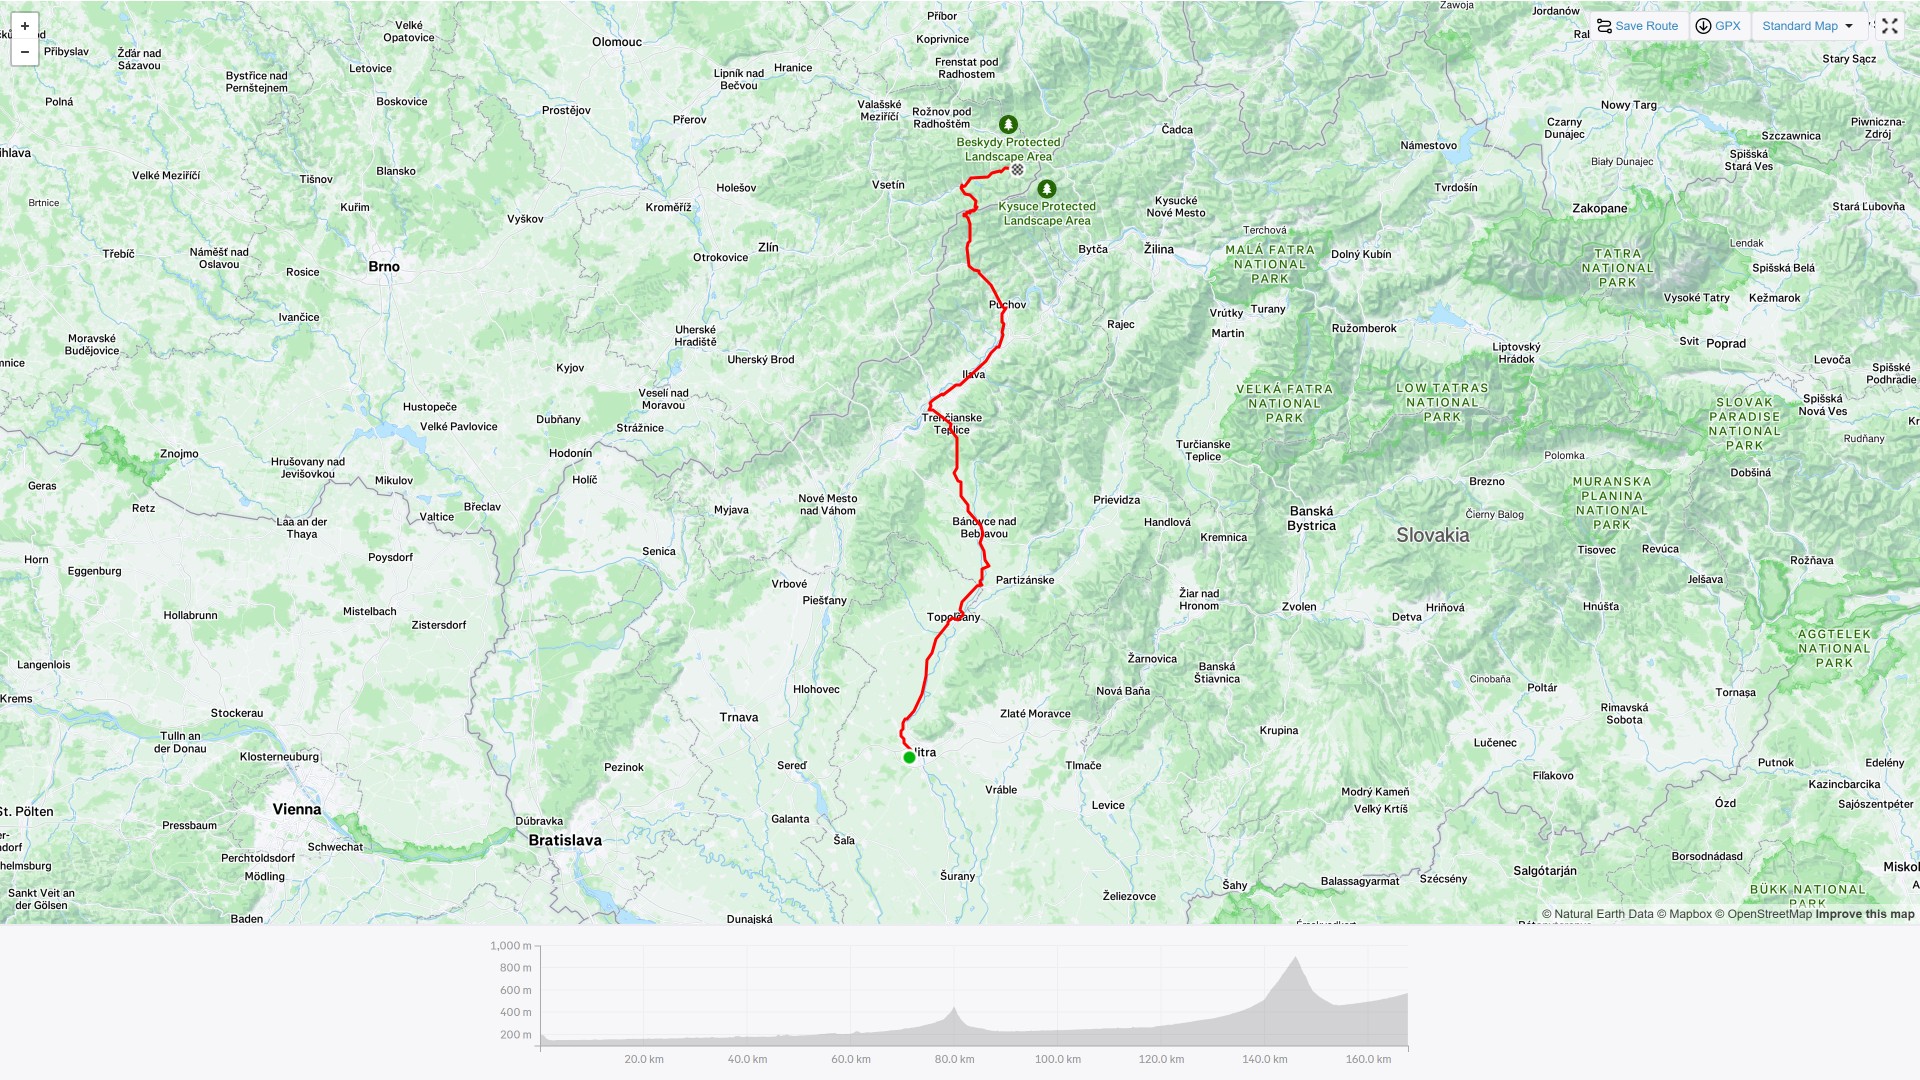 +
−
Save Route
GPX
Standard Map
Příbor
Zawoja
Jordanów
Velké
Opatovice
Olomouc
Koprivnice
Přibyslav
Žďár nad
Sázavou
Letovice
Lipník nad
Bečvou
Hranice
Frenstat pod
Radhostem
Stary Sącz
Bystřice nad
Pernštejnem
Polná
Boskovice
Prostějov
Přerov
Valašské
Meziříčí
Rožnov pod
Radhoštěm
Beskydy Protected
Landscape Area
Čadca
Nowy Targ
Czarny
Dunajec
Szczawnica
Piwniczna-
Zdrój
Námestovo
Biały Dunajec
Spišská
Stará Ves
Velké Meziříčí
Tišnov
Blansko
Holešov
Vsetín
Tvrdošín
Brtnice
Kuřim
Vyškov
Kroměříž
Kysuce Protected
Landscape Area
Kysucké
Nové Mesto
Zakopane
Stará Ľubovňa
Třebíč
Náměšť nad
Oslavou
Rosice
Brno
Zlín
Otrokovice
Bytča
Žilina
Terchová
MALÁ FATRA
NATIONAL
PARK
Dolný Kubín
TATRA
NATIONAL
PARK
Lendak
Spišská Belá
Vysoké Tatry
Kežmarok
Ivančice
Púchov
Vrútky
Turany
Martin
Ružomberok
Rajec
Moravské
Budějovice
Uherské
Hradiště
Uherský Brod
Kyjov
Liptovský
Hrádok
Svit
Poprad
Levoča
Spišské
Podhradie
Ilava
Veselí nad
Moravou
VEĽKÁ FATRA
NATIONAL
PARK
LOW TATRAS
NATIONAL
PARK
SLOVAK
PARADISE
NATIONAL
PARK
Spišská
Nová Ves
Hustopeče
Velké Pavlovice
Dubňany
Strážnice
Trenčianske
Teplice
Turčianske
Teplice
Rudňany
Znojmo
Hrušovany nad
Jevišovkou
Hodonín
Polomka
Dobšiná
Geras
Mikulov
Holíč
Brezno
MURANSKA
PLANINA
NATIONAL
PARK
Retz
Laa an der
Thaya
Valtice
Břeclav
Myjava
Nové Mesto
nad Váhom
Prievidza
Handlová
Banská
Bystrica
Čierny Balog
Bánovce nad
Bebravou
Kremnica
Slovakia
Horn
Eggenburg
Poysdorf
Senica
Tisovec
Revúca
Rožňava
Vrbové
Piešťany
Partizánske
Žiar nad
Hronom
Zvolen
Detva
Hriňová
Hnúšťa
Jelšava
Hollabrunn
Mistelbach
Zistersdorf
Topoľčany
AGGTELEK
NATIONAL
PARK
Langenlois
Krems
Hlohovec
Žarnovica
Nová Baňa
Banská
Štiavnica
Cinobaňa
Poltár
Tornaľa
Stockerau
Trnava
Zlaté Moravce
Rimavská
Sobota
Tulln an
der Donau
Klosterneuburg
Krupina
Lučenec
Pezinok
Sereď
Tlmače
Fiľakovo
Putnok
Edelény
Kazincbarcika
Vienna
St. Pölten
Vráble
Levice
Modrý Kameň
Veľký Krtíš
Ózd
Sajószentpéter
Pressbaum
Schwechat
Dúbravka
Bratislava
Galanta
Šaľa
Perchtoldsdorf
Mödling
Borsodnádasd
Sankt Veit an
der Gölsen
Šurany
Želiezovce
Šahy
Balassagyarmat
Szécsény
Salgótarján
BÜKK NATIONAL
PARK
Baden
Dunajská
© Natural Earth Data © Mapbox © OpenStreetMap Improve this map
1,000 m
800 m
600 m
400 m
200 m
20.0 km
40.0 km
60.0 km
80.0 km
100.0 km
120.0 km
140.0 km
160.0 km